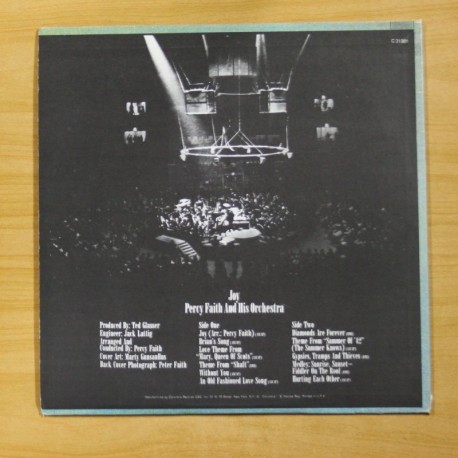 Joy
Percy Faith And His Orchestra
Produced By: Ted Glasser
Engineer: Jack Lattig
Arranged And
Conducted By: Percy Faith
Cover Art: Marty Gunsaullus
Back Cover Photograph: Peter Faith
Side One
Joy (Arr.: Percy Faith)
Brian's Song
Love Theme From
"Mary, Queen Of Scots"
Theme From "Shaft"
Without You
An Old Fashioned Love Song
Side Two
Diamonds Are Forever
Theme From "Summer Of '42"
(The Summer Knows)
Gypsies, Tramps And Thieves
Medley: Sunrise, Sunset—
Fiddler On The Roof
Hurting Each Other